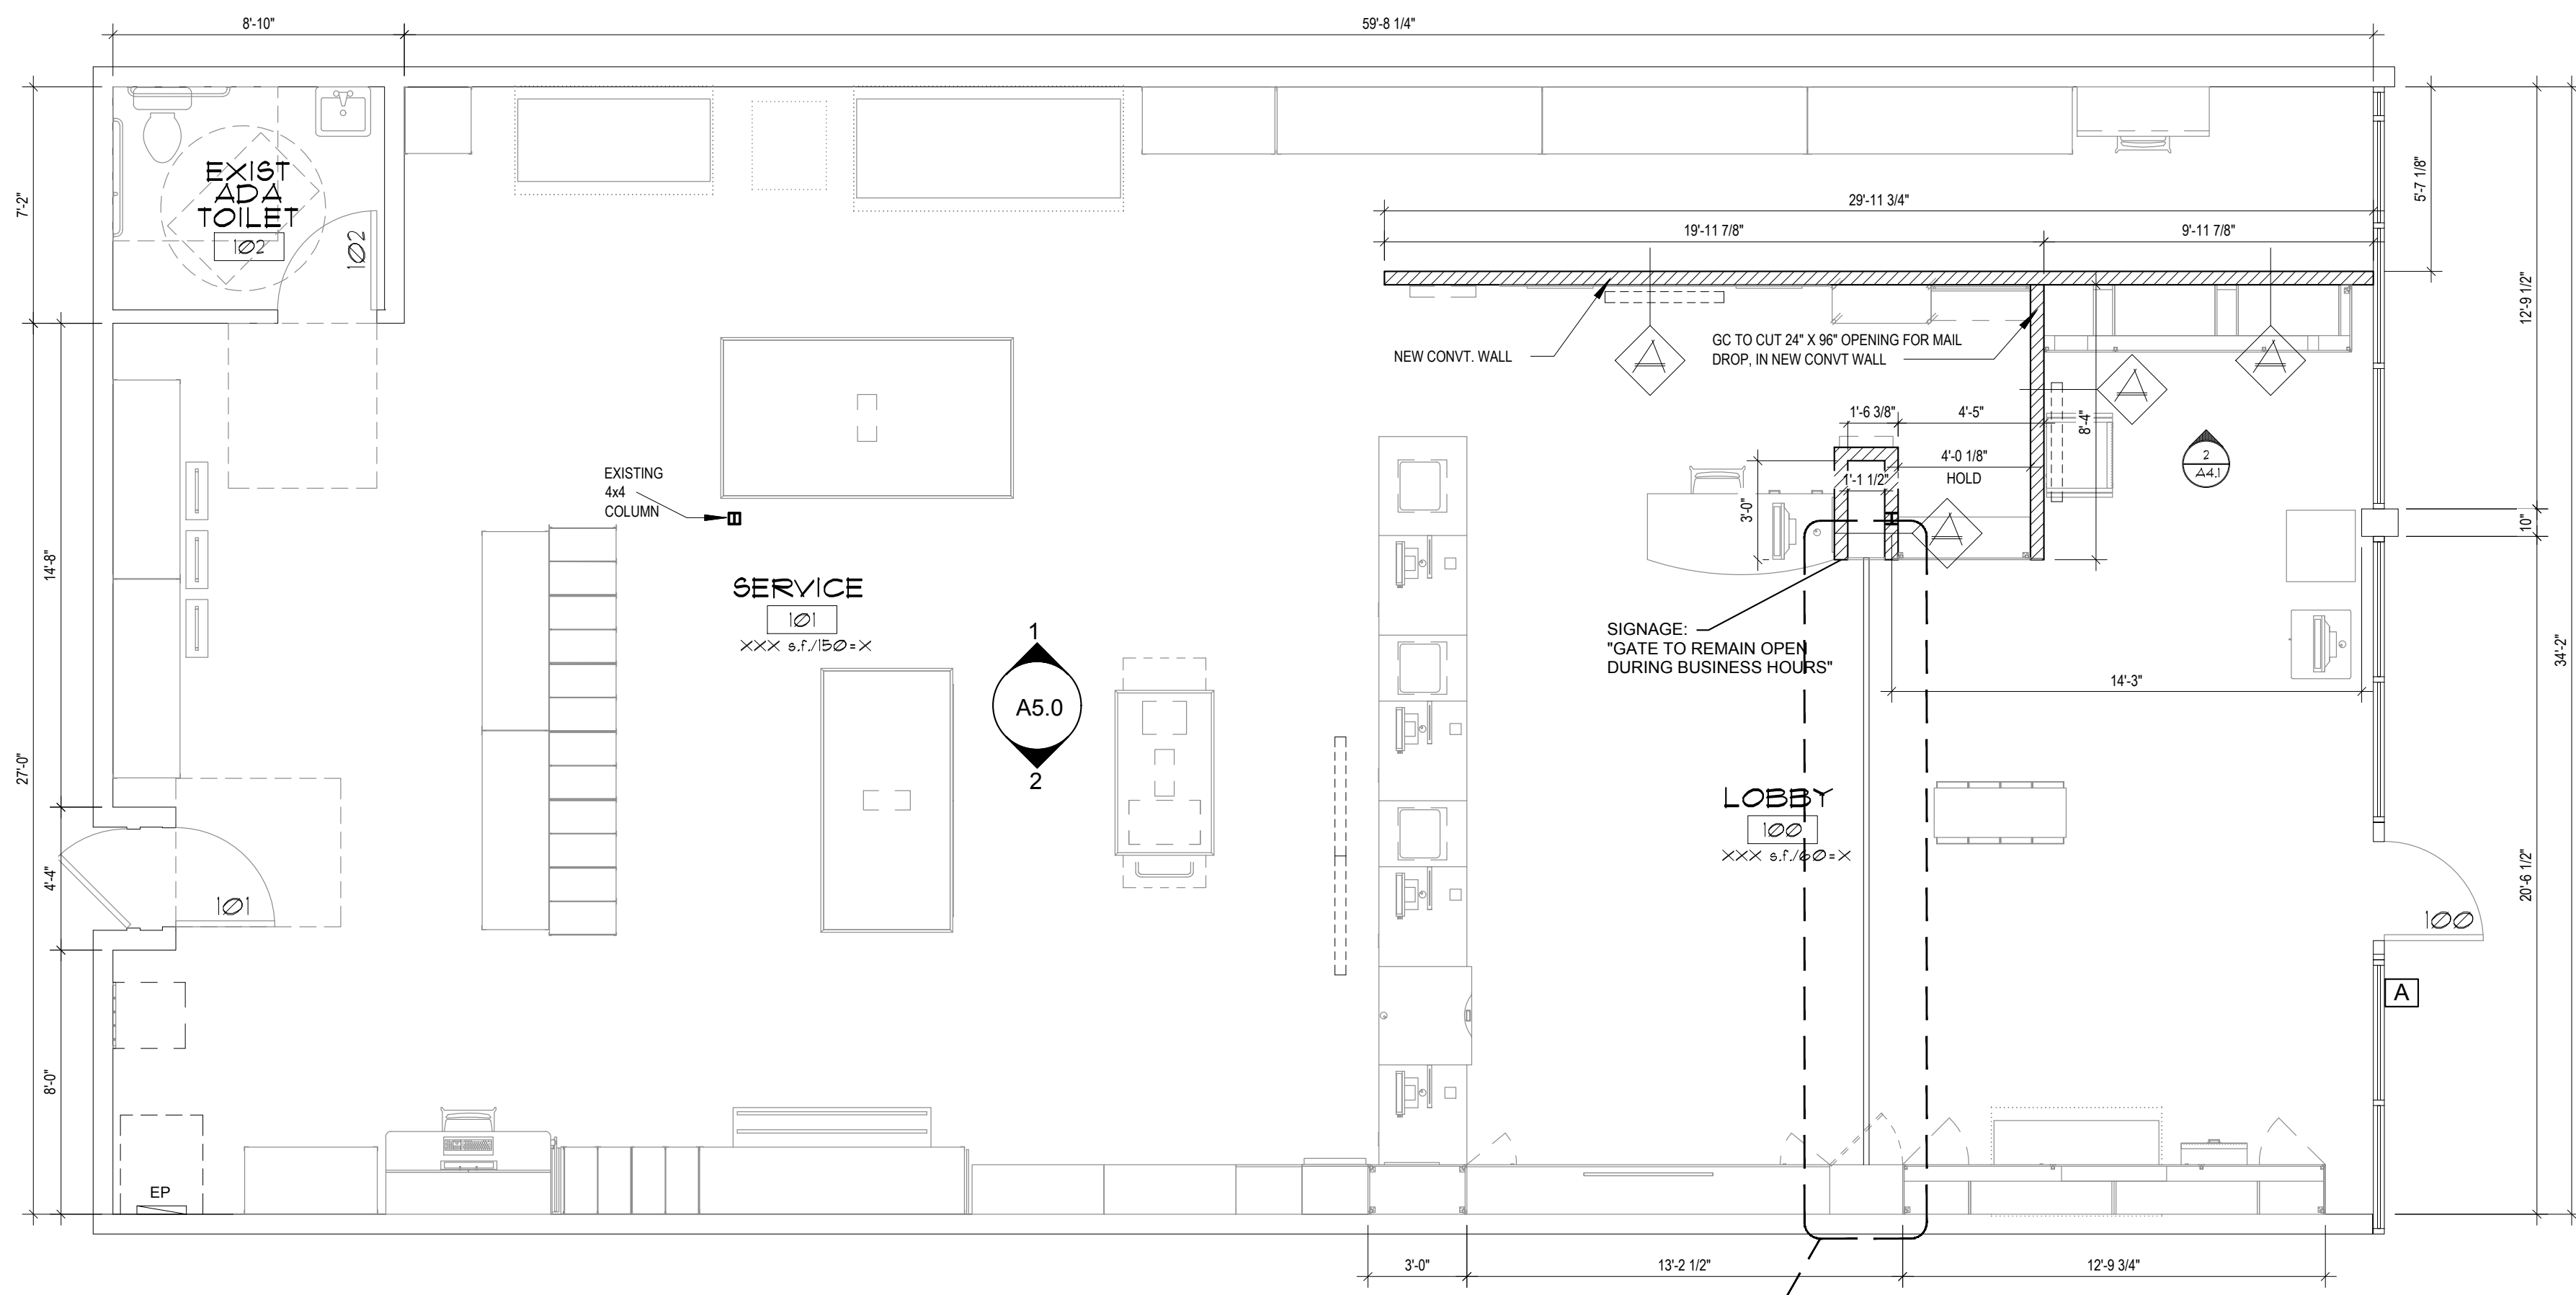 8'-10"
59'-8 1/4"
7'-2"
EXIST
ADA
TOILET
102
102
5'-7 1/8"
29'-11 3/4"
19'-11 7/8"
9'-11 7/8"
12'-9 1/2"
NEW CONVT. WALL
GC TO CUT 24" X 96" OPENING FOR MAIL
DROP, IN NEW CONVT WALL
A
A
A
1'-6 3/8"
4'-5"
8'-4"
4'-0 1/8"
HOLD
1'-1 1/2"
3'-0"
A
2
A4.1
EXISTING
4x4
COLUMN
10"
14'-8"
SERVICE
101
XXX s.f./150=X
1
A5.0
2
SIGNAGE:
"GATE TO REMAIN OPEN
DURING BUSINESS HOURS"
14'-3"
34'-2"
27'-0"
LOBBY
100
XXX s.f./60=X
4'-4"
101
20'-6 1/2"
100
A
8'-0"
EP
3'-0"
13'-2 1/2"
12'-9 3/4"